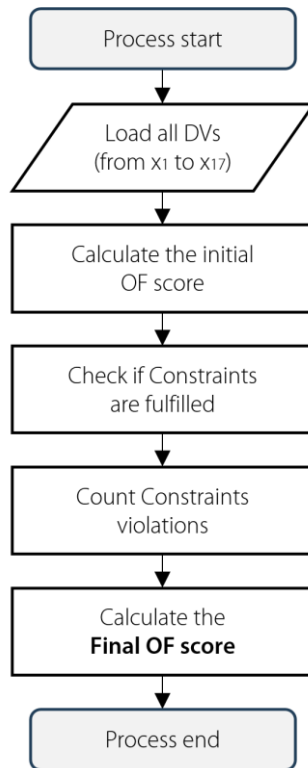 Process start
Load all DVs
(from x₁ to x₁₇)
Calculate the initial
OF score
Check if Constraints
are fulfilled
Count Constraints
violations
Calculate the
Final OF score
Process end